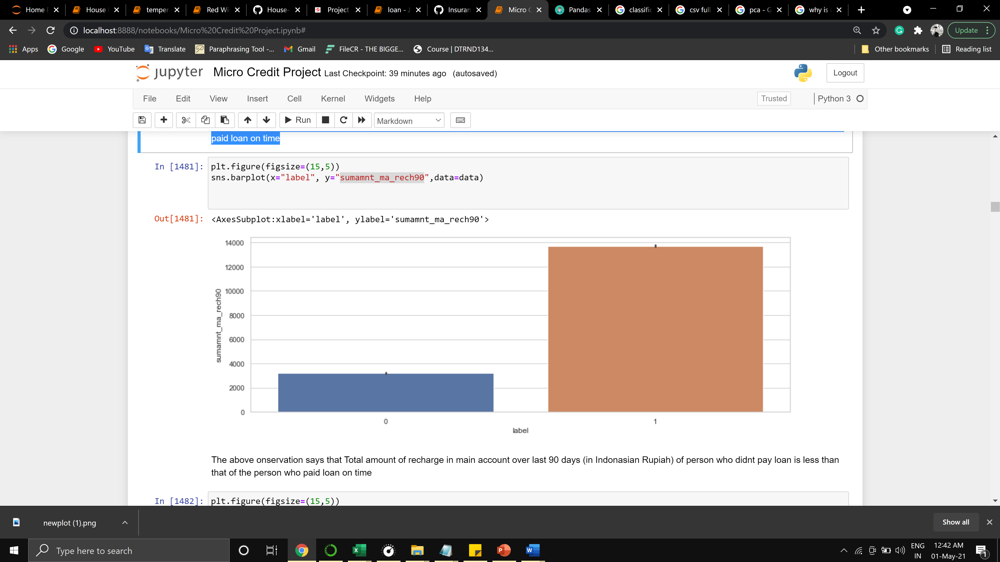 Home
House
temper
Red Wi
House-
Project
loan - J
Insuran
Micro C
Pandas
classific
csv full
pca - G
why is
localhost:8888/notebooks/Micro%20Credit%20Project.ipynb#
Update
Apps
Google
YouTube
Translate
Paraphrasing Tool -...
Gmail
FileCR - THE BIGGE...
Course | DTRND134...
Other bookmarks
Reading list
jupyter Micro Credit Project Last Checkpoint: 39 minutes ago (autosaved)
Logout
File Edit View Insert Cell Kernel Widgets Help
Trusted
Python 3
Run
Markdown
paid loan on time
In [1481]: plt.figure(figsize=(15,5))
sns.barplot(x="label", y="sumamnt_ma_rech90",data=data)
Out[1481]: <AxesSubplot:xlabel='label', ylabel='sumamnt_ma_rech90'>
14000
12000
10000
8000
6000
4000
2000
0
sumamnt_ma_rech90
0
1
label
The above onservation says that Total amount of recharge in main account over last 90 days (in Indonasian Rupiah) of person who didnt pay loan is less than
that of the person who paid loan on time
In [1482]: plt.figure(figsize=(15,5))
newplot (1).png
Show all
Type here to search
ENG
IN
12:42 AM
01-May-21
1